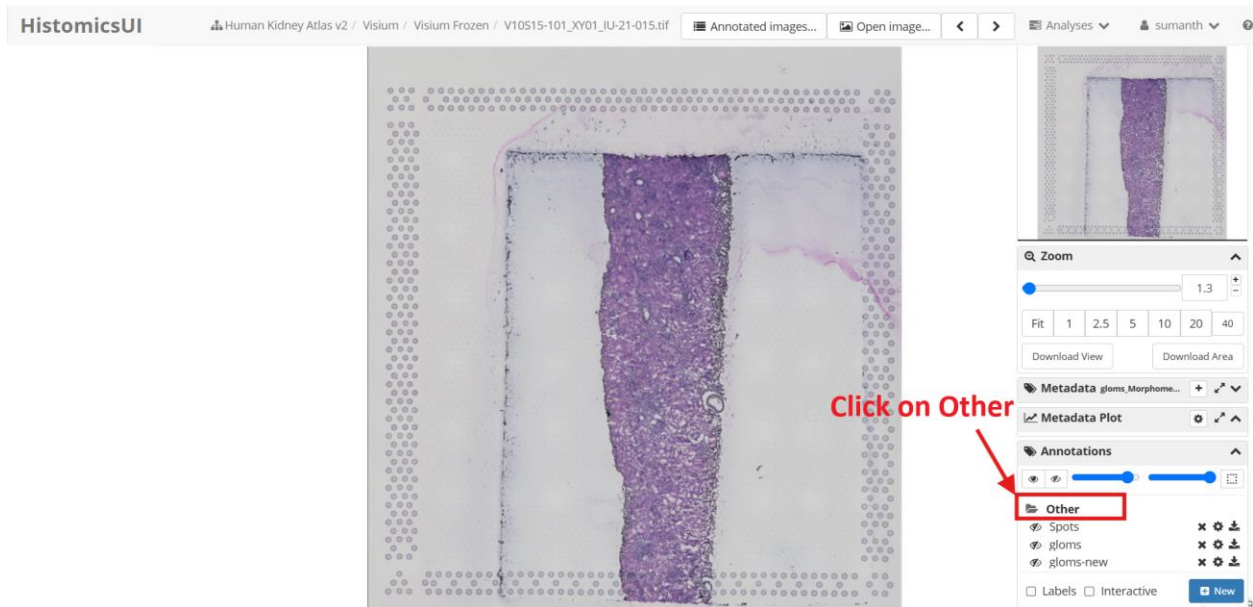 HistomicsUI
Human Kidney Atlas v2 / Visium / Visium Frozen / V10S15-101_XY01_IU-21-015.tif
Annotated images...
Open image...
Analyses
sumanth
Zoom
1.3
Fit 1 2.5 5 10 20 40
Download View
Download Area
Metadata gloms_Morphome...
Click on Other
Metadata Plot
Annotations
Other
Spots
gloms
gloms-new
Labels
Interactive
New